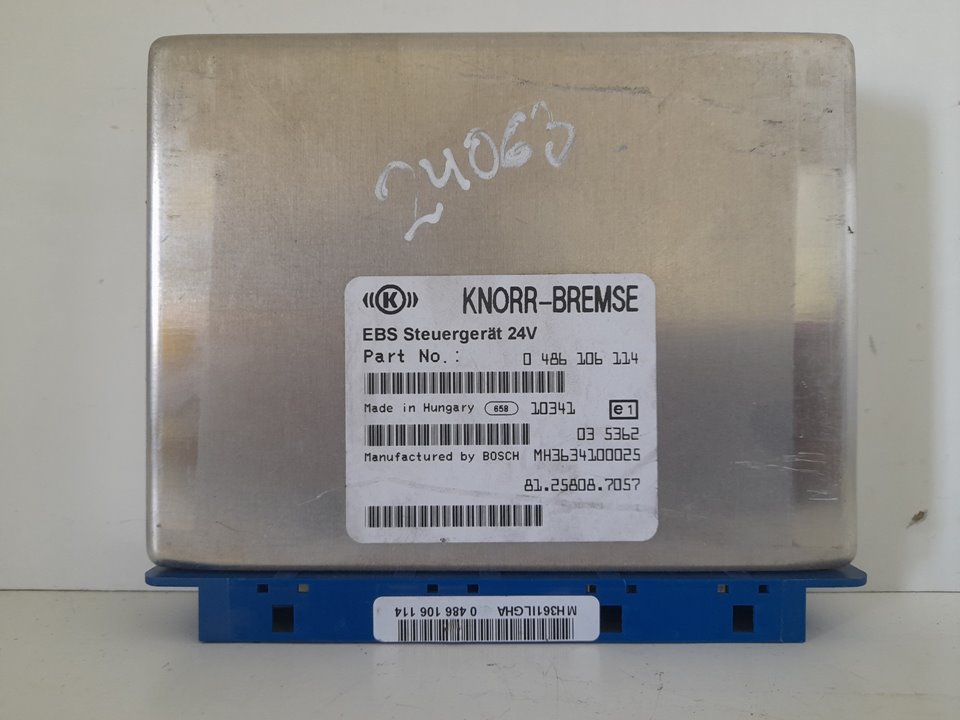 24063
K KNORR-BREMSE
EBS Steuergerät 24V
Part No.: 0 486 106 114
Made in Hungary 658 10341 e1
03 5362
Manufactured by BOSCH MH3634100025
81.25808.7057
MH3611LGHA 0 486 106 114